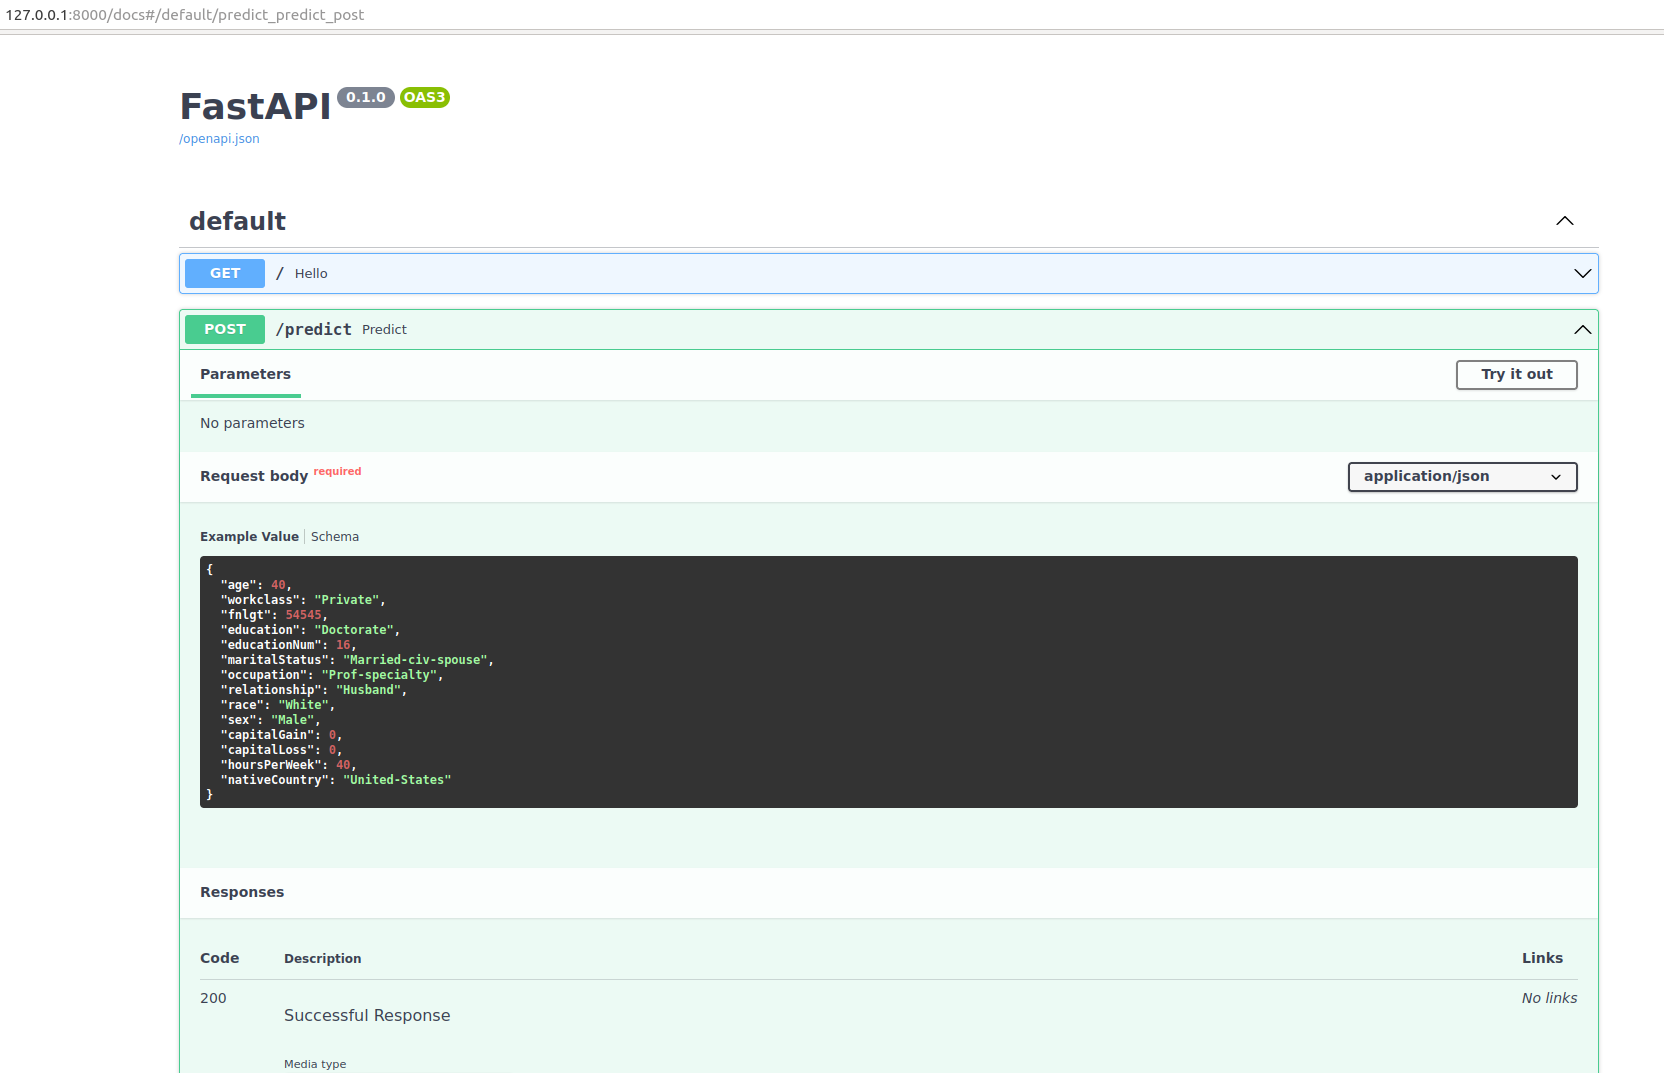 127.0.0.1:8000/docs#/default/predict_predict_post
FastAPI 0.1.0 OAS3
/openapi.json
default
GET / Hello
POST /predict Predict
Parameters Try it out
No parameters
Request body required application/json
Example Value Schema
{
  "age": 40,
  "workclass": "Private",
  "fnlgt": 54545,
  "education": "Doctorate",
  "educationNum": 16,
  "maritalStatus": "Married-civ-spouse",
  "occupation": "Prof-specialty",
  "relationship": "Husband",
  "race": "White",
  "sex": "Male",
  "capitalGain": 0,
  "capitalLoss": 0,
  "hoursPerWeek": 40,
  "nativeCountry": "United-States"
}
Responses
Code Description Links
200 No links
Successful Response
Media type